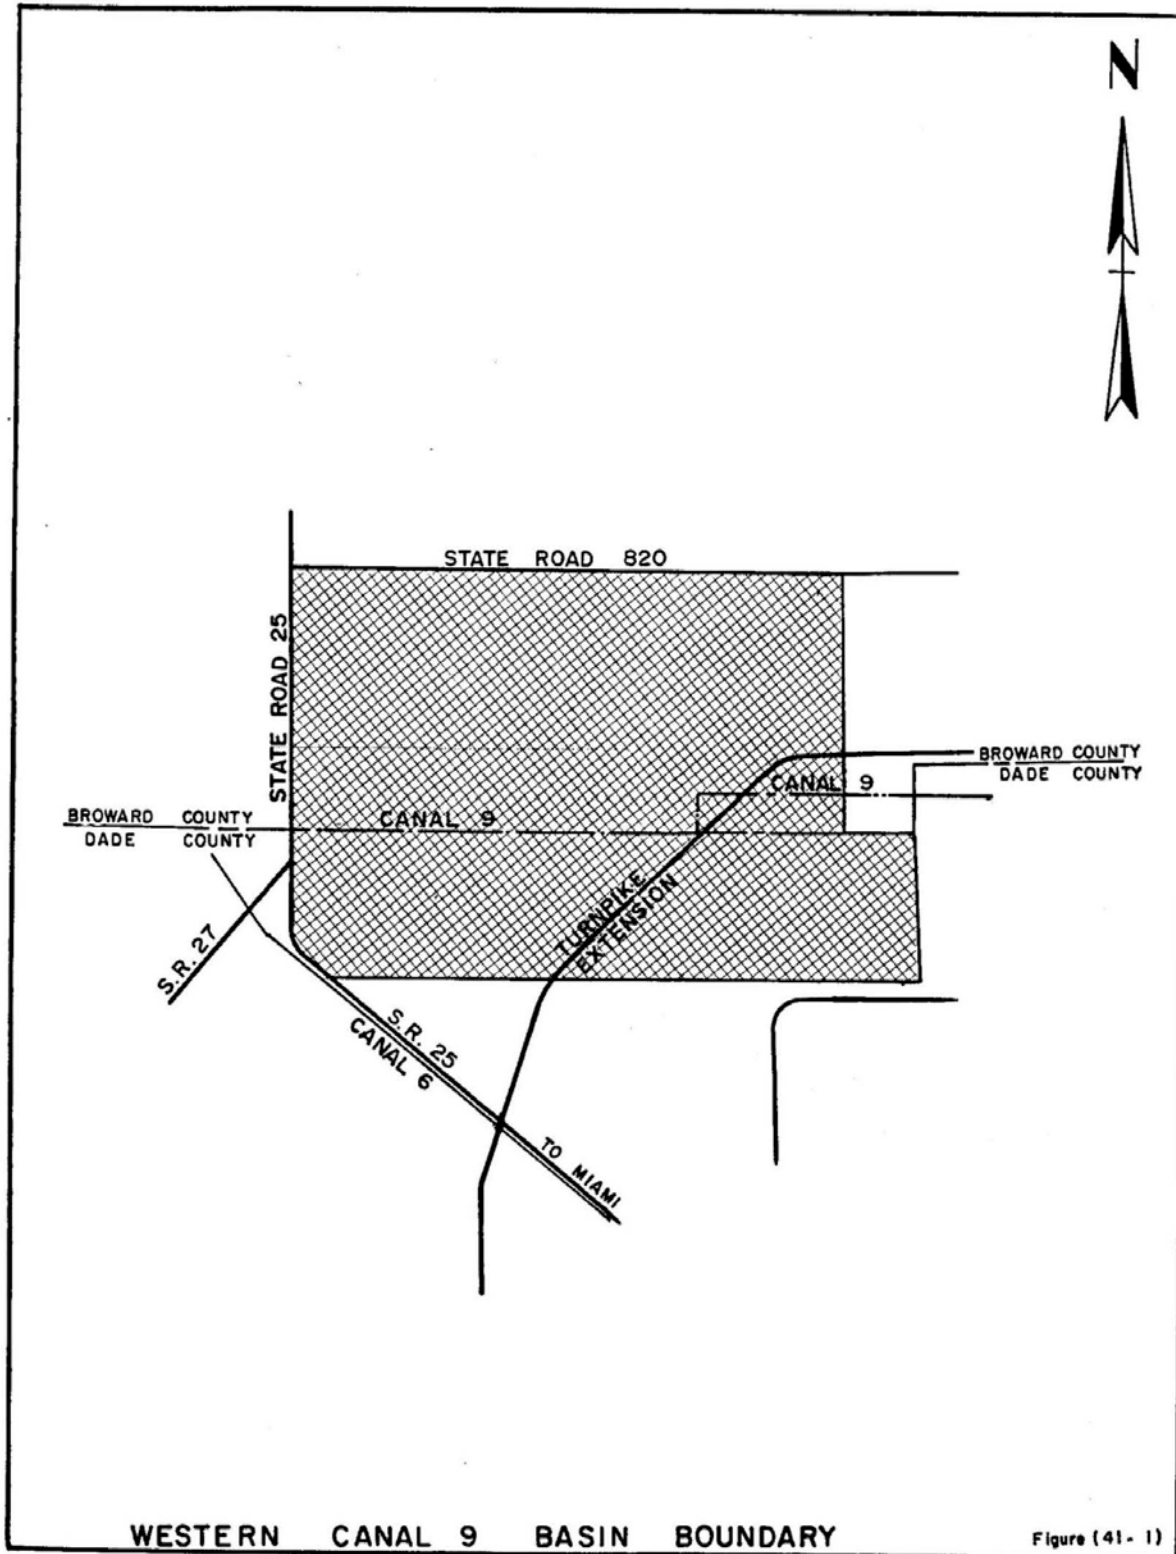 N
STATE ROAD 820
STATE ROAD 25
BROWARD COUNTY
DADE COUNTY
CANAL 9
BROWARD COUNTY
DADE COUNTY
CANAL 9
TURNPIKE
EXTENSION
S.R. 27
S.R. 25
CANAL 6
TO MIAMI
WESTERN CANAL 9 BASIN BOUNDARY
Figure (41-1)